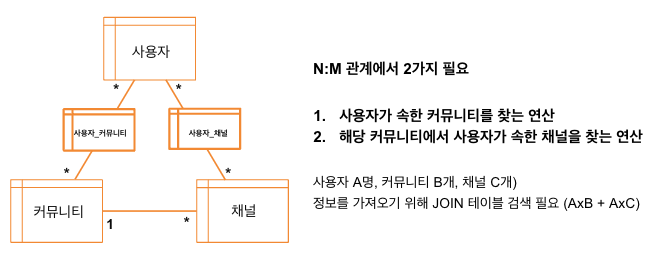 사용자
*
*
사용자_커뮤니티
사용자_채널
*
*
커뮤니티
채널
1
*
N:M 관계에서 2가지 필요
1. 사용자가 속한 커뮤니티를 찾는 연산
2. 해당 커뮤니티에서 사용자가 속한 채널을 찾는 연산
사용자 A명, 커뮤니티 B개, 채널 C개)
정보를 가져오기 위해 JOIN 테이블 검색 필요 (AxB + AxC)